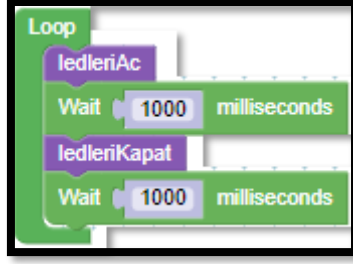 Loop
ledleriAc
Wait 1000 milliseconds
ledleriKapat
Wait 1000 milliseconds